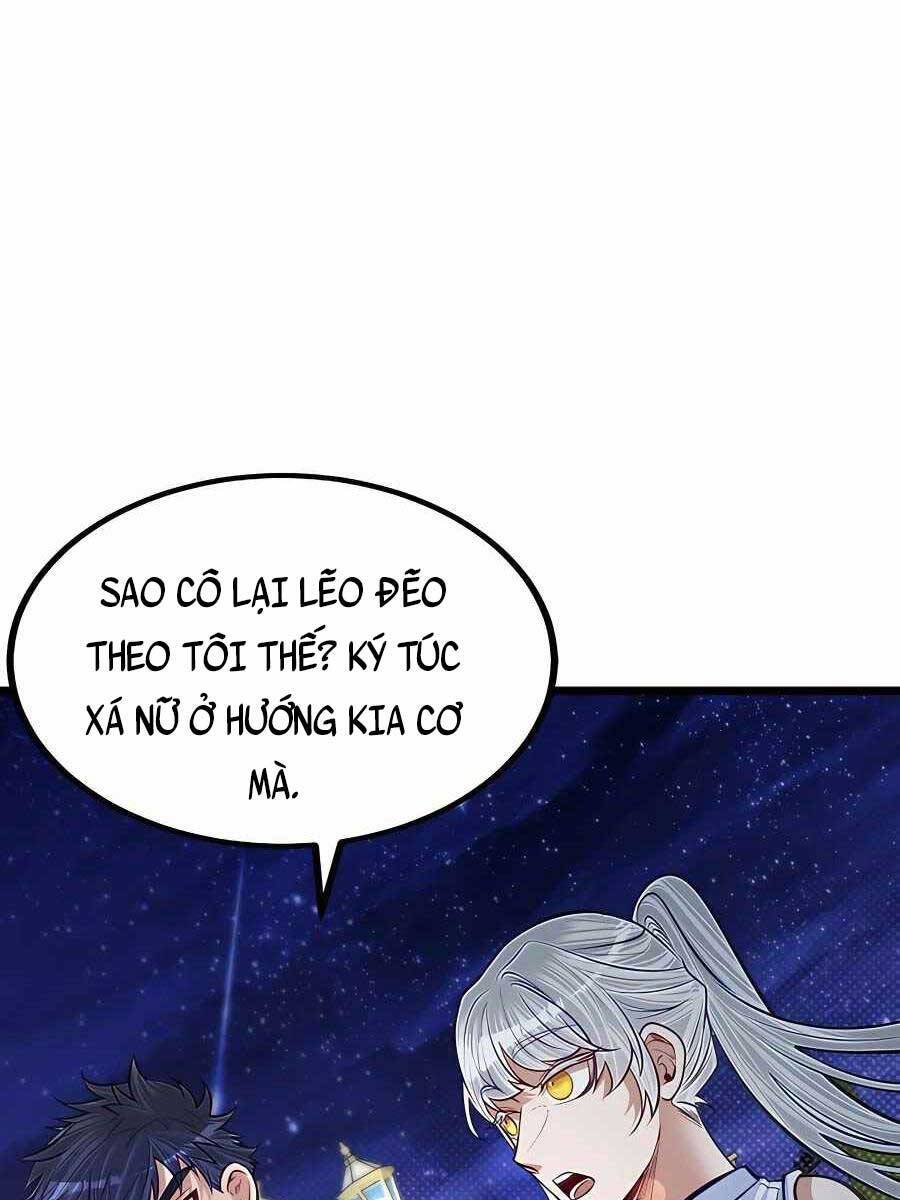 SAO CÔ LẠI LẼO ĐẼO
THEO TÔI THẾ? KÝ TÚC
XÁ NỮ Ở HƯỚNG KIA CƠ
MÀ.